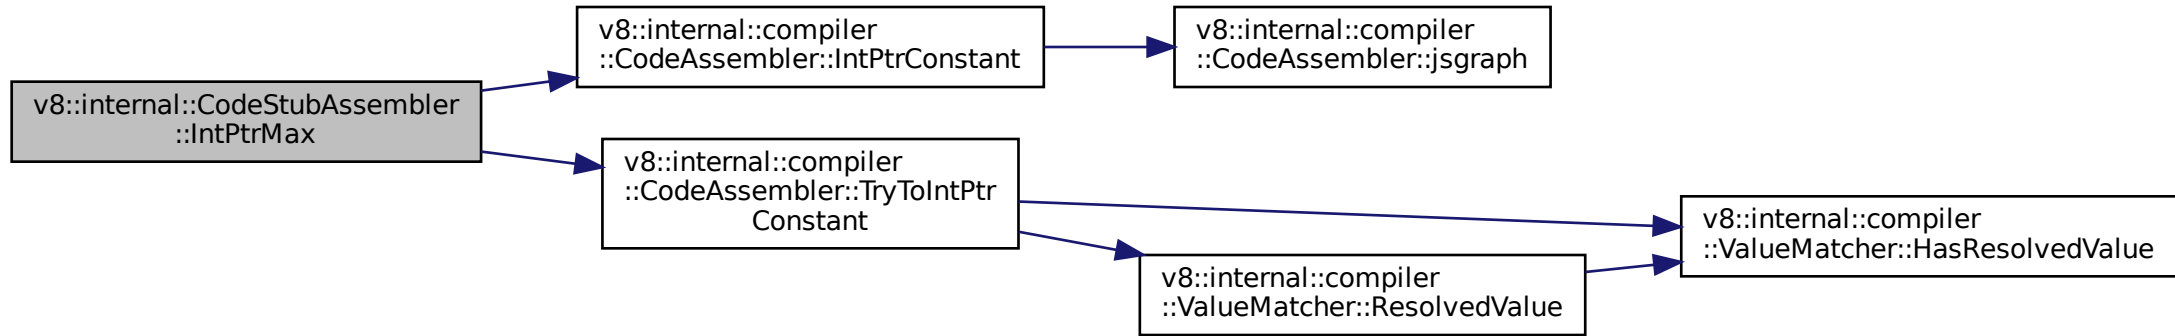 v8::internal::CodeStubAssembler
::IntPtrMax
v8::internal::compiler
::CodeAssembler::IntPtrConstant
v8::internal::compiler
::CodeAssembler::jsgraph
v8::internal::compiler
::CodeAssembler::TryToIntPtr
Constant
v8::internal::compiler
::ValueMatcher::ResolvedValue
v8::internal::compiler
::ValueMatcher::HasResolvedValue